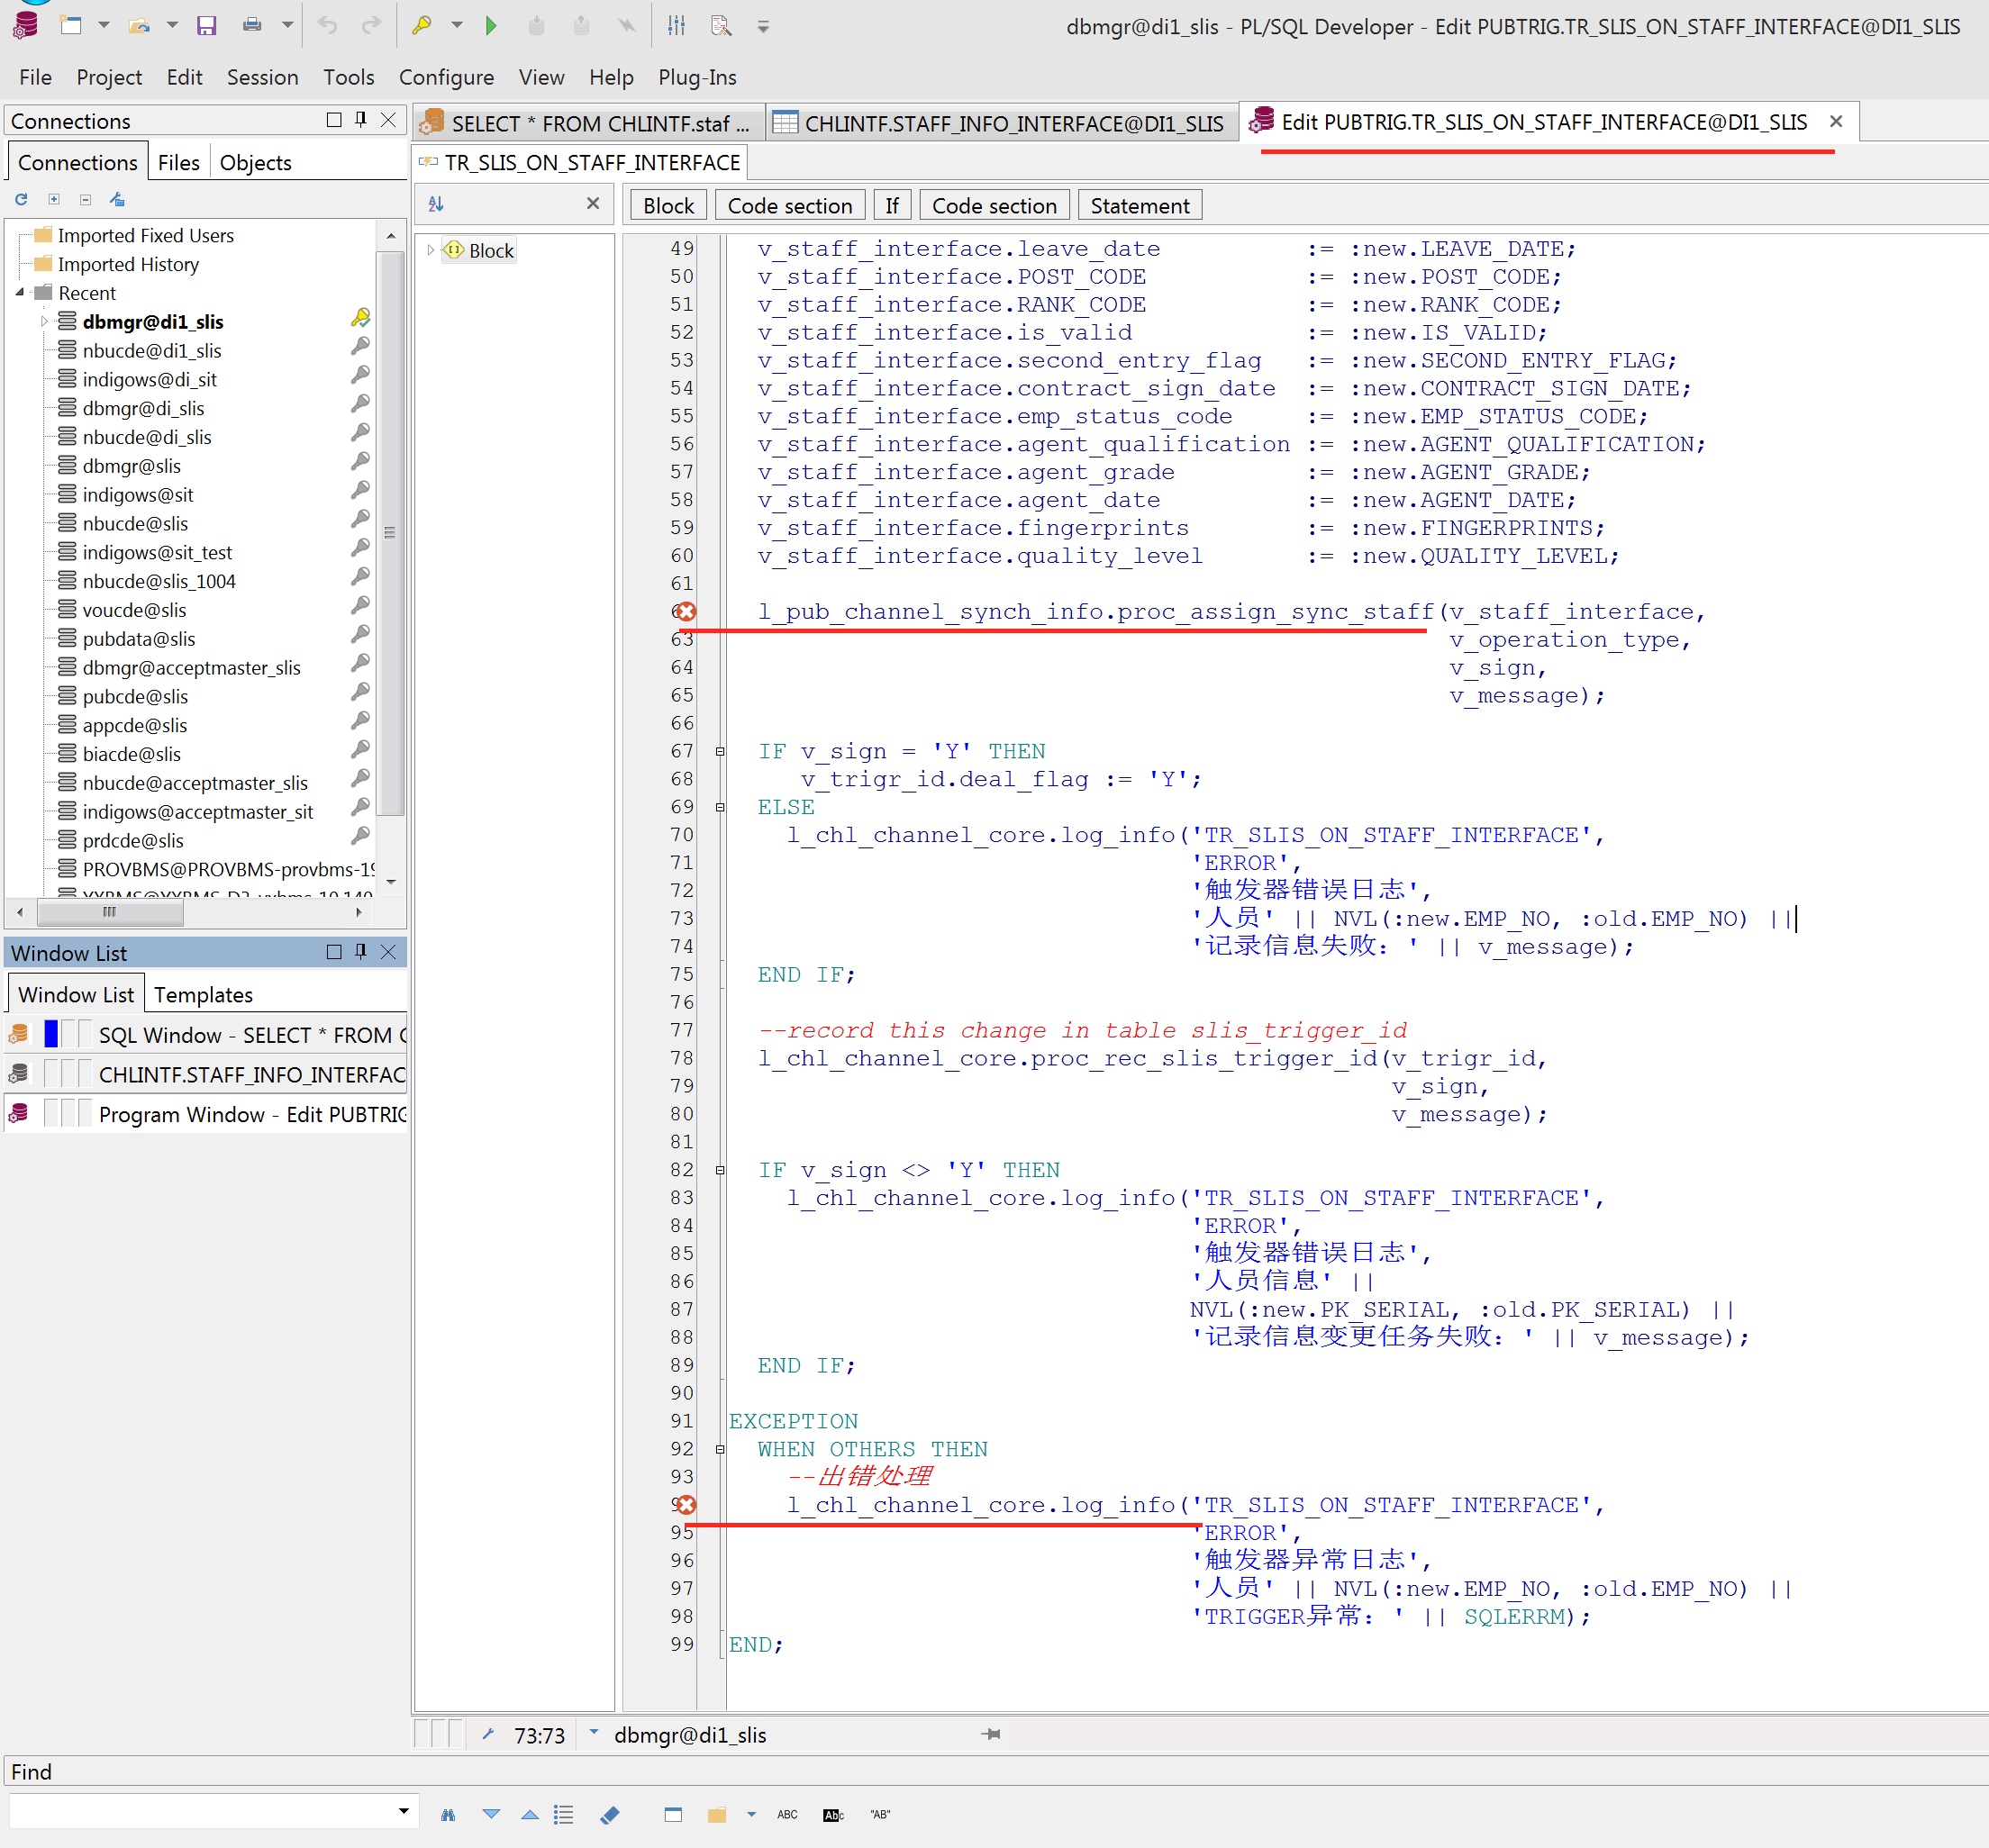 dbmgr@di1_slis - PL/SQL Developer - Edit PUBTRIG.TR_SLIS_ON_STAFF_INTERFACE@DI1_SLIS
File Project Edit Session Tools Configure View Help Plug-Ins
Connections
Connections Files Objects
Imported Fixed Users
Imported History
Recent
dbmgr@di1_slis
nbucde@di1_slis
indigows@di_sit
dbmgr@di_slis
nbucde@di_slis
dbmgr@slis
indigows@sit
nbucde@slis
indigows@sit_test
nbucde@slis_1004
voucde@slis
pubdata@slis
dbmgr@acceptmaster_slis
pubcde@slis
appcde@slis
biacde@slis
nbucde@acceptmaster_slis
indigows@acceptmaster_sit
prdcde@slis
PROVBMS@PROVBMS-provbms-19
Window List
Window List Templates
SQL Window - SELECT * FROM C
CHLINTF.STAFF_INFO_INTERFAC
Program Window - Edit PUBTRIG
SELECT * FROM CHLINTF.staf ... CHLINTF.STAFF_INFO_INTERFACE@DI1_SLIS Edit PUBTRIG.TR_SLIS_ON_STAFF_INTERFACE@DI1_SLIS
TR_SLIS_ON_STAFF_INTERFACE
Block Code section If Code section Statement
Block
49 v_staff_interface.leave_date := :new.LEAVE_DATE;
50 v_staff_interface.POST_CODE := :new.POST_CODE;
51 v_staff_interface.RANK_CODE := :new.RANK_CODE;
52 v_staff_interface.is_valid := :new.IS_VALID;
53 v_staff_interface.second_entry_flag := :new.SECOND_ENTRY_FLAG;
54 v_staff_interface.contract_sign_date := :new.CONTRACT_SIGN_DATE;
55 v_staff_interface.emp_status_code := :new.EMP_STATUS_CODE;
56 v_staff_interface.agent_qualification := :new.AGENT_QUALIFICATION;
57 v_staff_interface.agent_grade := :new.AGENT_GRADE;
58 v_staff_interface.agent_date := :new.AGENT_DATE;
59 v_staff_interface.fingerprints := :new.FINGERPRINTS;
60 v_staff_interface.quality_level := :new.QUALITY_LEVEL;
61
l_pub_channel_synch_info.proc_assign_sync_staff(v_staff_interface,
63 v_operation_type,
64 v_sign,
65 v_message);
66
67 IF v_sign = 'Y' THEN
68 v_trigr_id.deal_flag := 'Y';
69 ELSE
70 l_chl_channel_core.log_info('TR_SLIS_ON_STAFF_INTERFACE',
71 'ERROR',
72 '触发器错误日志',
73 '人员' || NVL(:new.EMP_NO, :old.EMP_NO) ||
74 '记录信息失败：' || v_message);
75 END IF;
76
77 --record this change in table slis_trigger_id
78 l_chl_channel_core.proc_rec_slis_trigger_id(v_trigr_id,
79 v_sign,
80 v_message);
81
82 IF v_sign <> 'Y' THEN
83 l_chl_channel_core.log_info('TR_SLIS_ON_STAFF_INTERFACE',
84 'ERROR',
85 '触发器错误日志',
86 '人员信息' ||
87 NVL(:new.PK_SERIAL, :old.PK_SERIAL) ||
88 '记录信息变更任务失败：' || v_message);
89 END IF;
90
91 EXCEPTION
92 WHEN OTHERS THEN
93 --出错处理
l_chl_channel_core.log_info('TR_SLIS_ON_STAFF_INTERFACE',
95 'ERROR',
96 '触发器异常日志',
97 '人员' || NVL(:new.EMP_NO, :old.EMP_NO) ||
98 'TRIGGER异常：' || SQLERRM);
99 END;
73:73 dbmgr@di1_slis
Find
ABC Abc "AB"